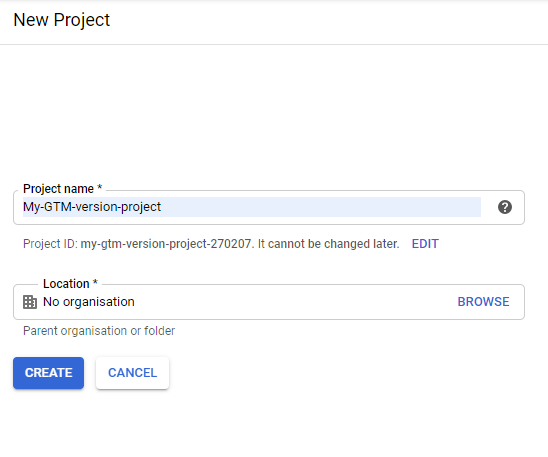 New Project
Project name *
My-GTM-version-project
Project ID: my-gtm-version-project-270207. It cannot be changed later. EDIT
Location *
No organisation BROWSE
Parent organisation or folder
CREATE CANCEL